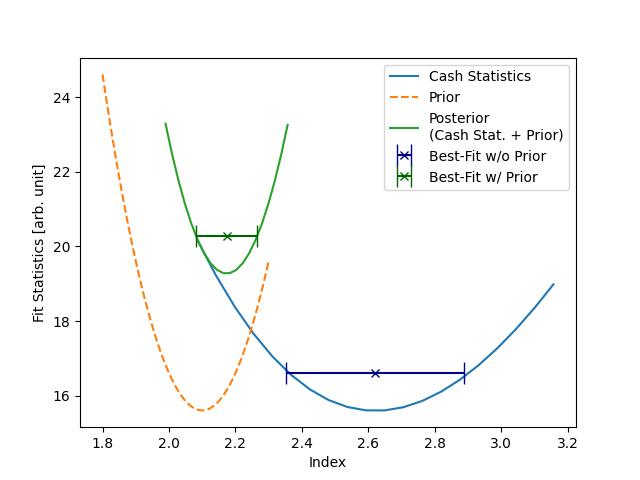 24
22
20
18
16
Fit Statistics [arb. unit]
Cash Statistics
Prior
Posterior
(Cash Stat. + Prior)
Best-Fit w/o Prior
Best-Fit w/ Prior
1.8 2.0 2.2 2.4 2.6 2.8 3.0 3.2
Index